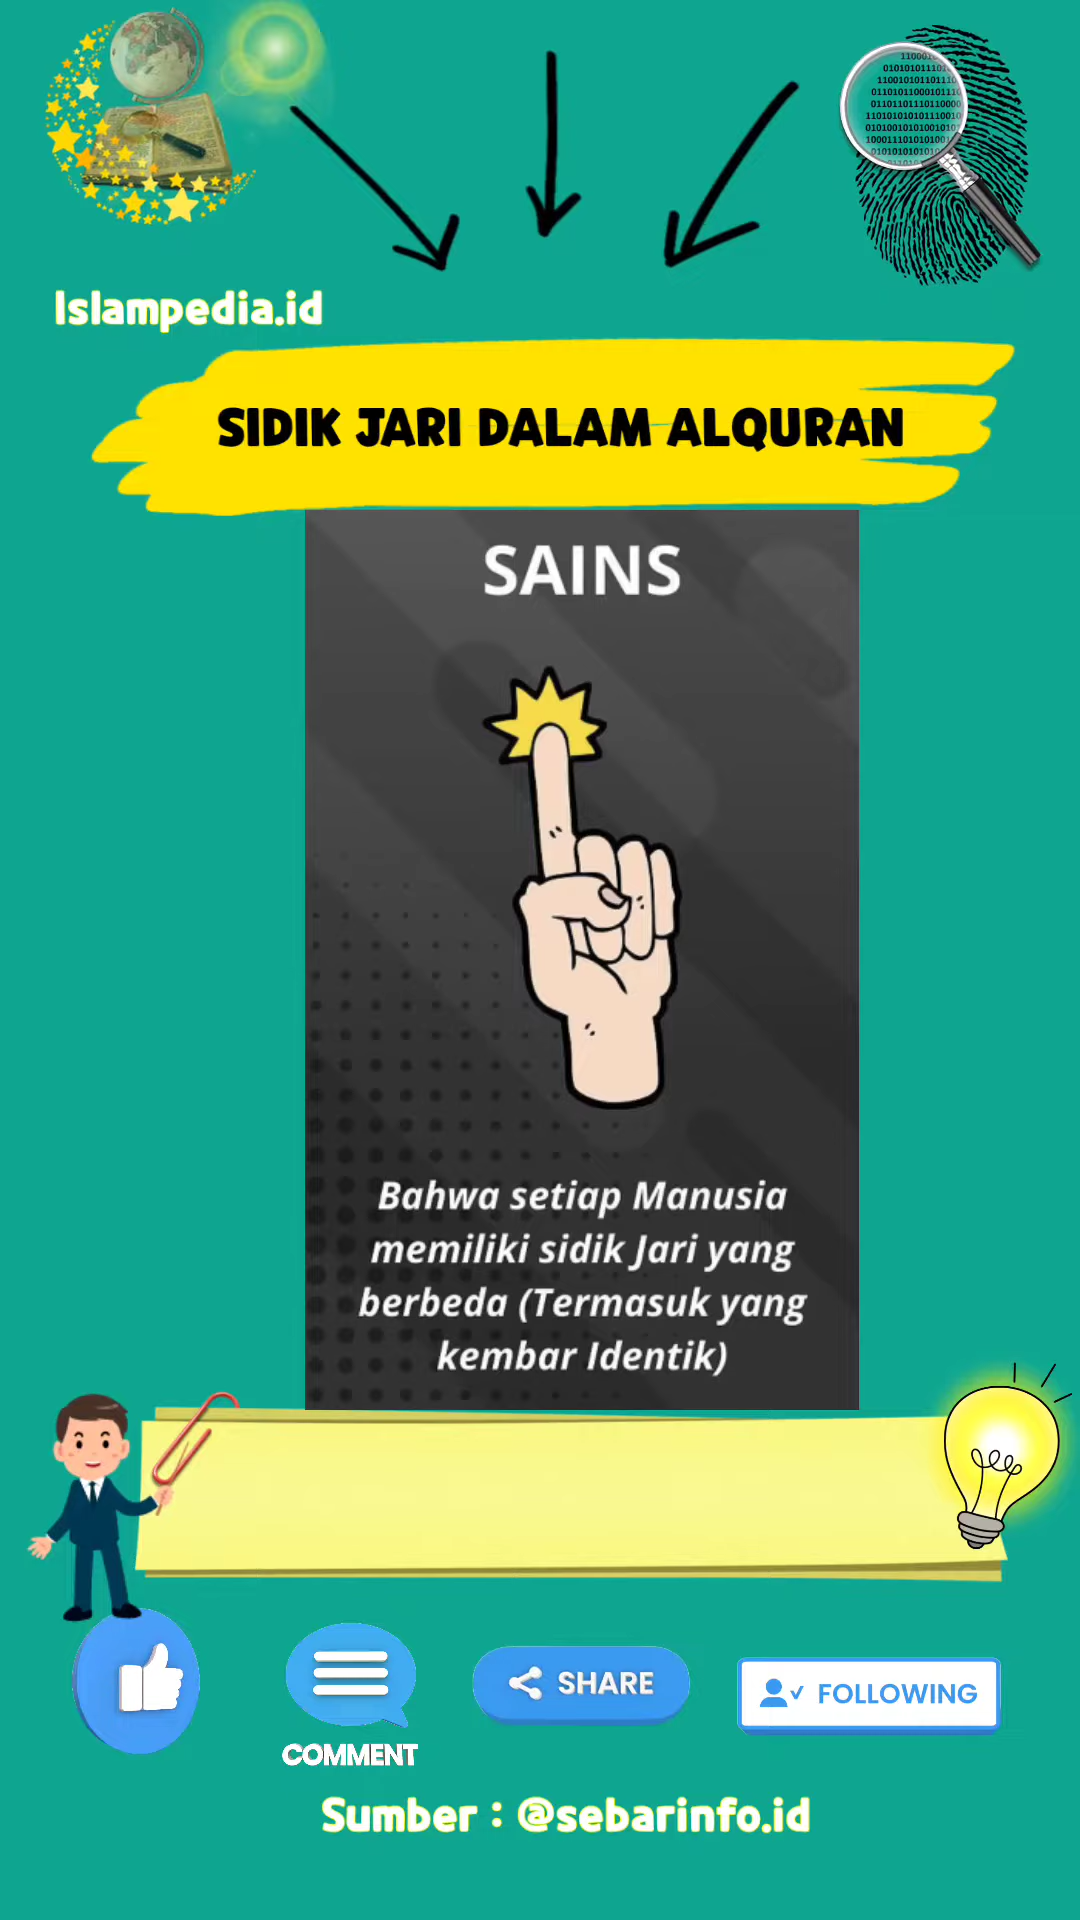 Islampedia.id
SIDIK JARI DALAM ALQURAN
SAINS
Bahwa setiap Manusia
memiliki sidik Jari yang
berbeda (Termasuk yang
kembar Identik)
COMMENT
SHARE
FOLLOWING
Sumber : @sebarinfo.id